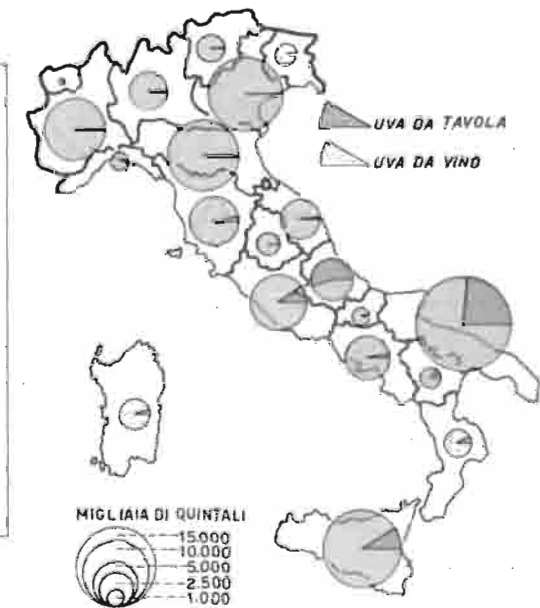 UVA DA TAVOLA
UVA DA VINO
MIGLIAIA DI QUINTALI
15.000
10.000
5.000
2.500
1.000